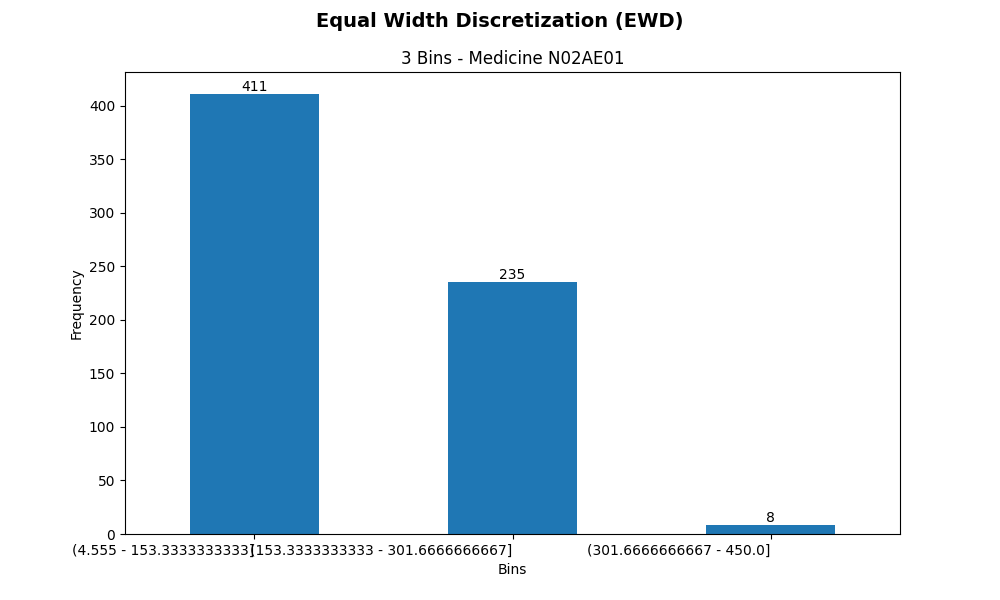 Equal Width Discretization (EWD)
3 Bins - Medicine N02AE01
411
400
350
300
250
200
150
100
50
0
Frequency
235
8
(4.555 - 153.3333333333]
(153.3333333333 - 301.6666666667]
(301.6666666667 - 450.0]
Bins